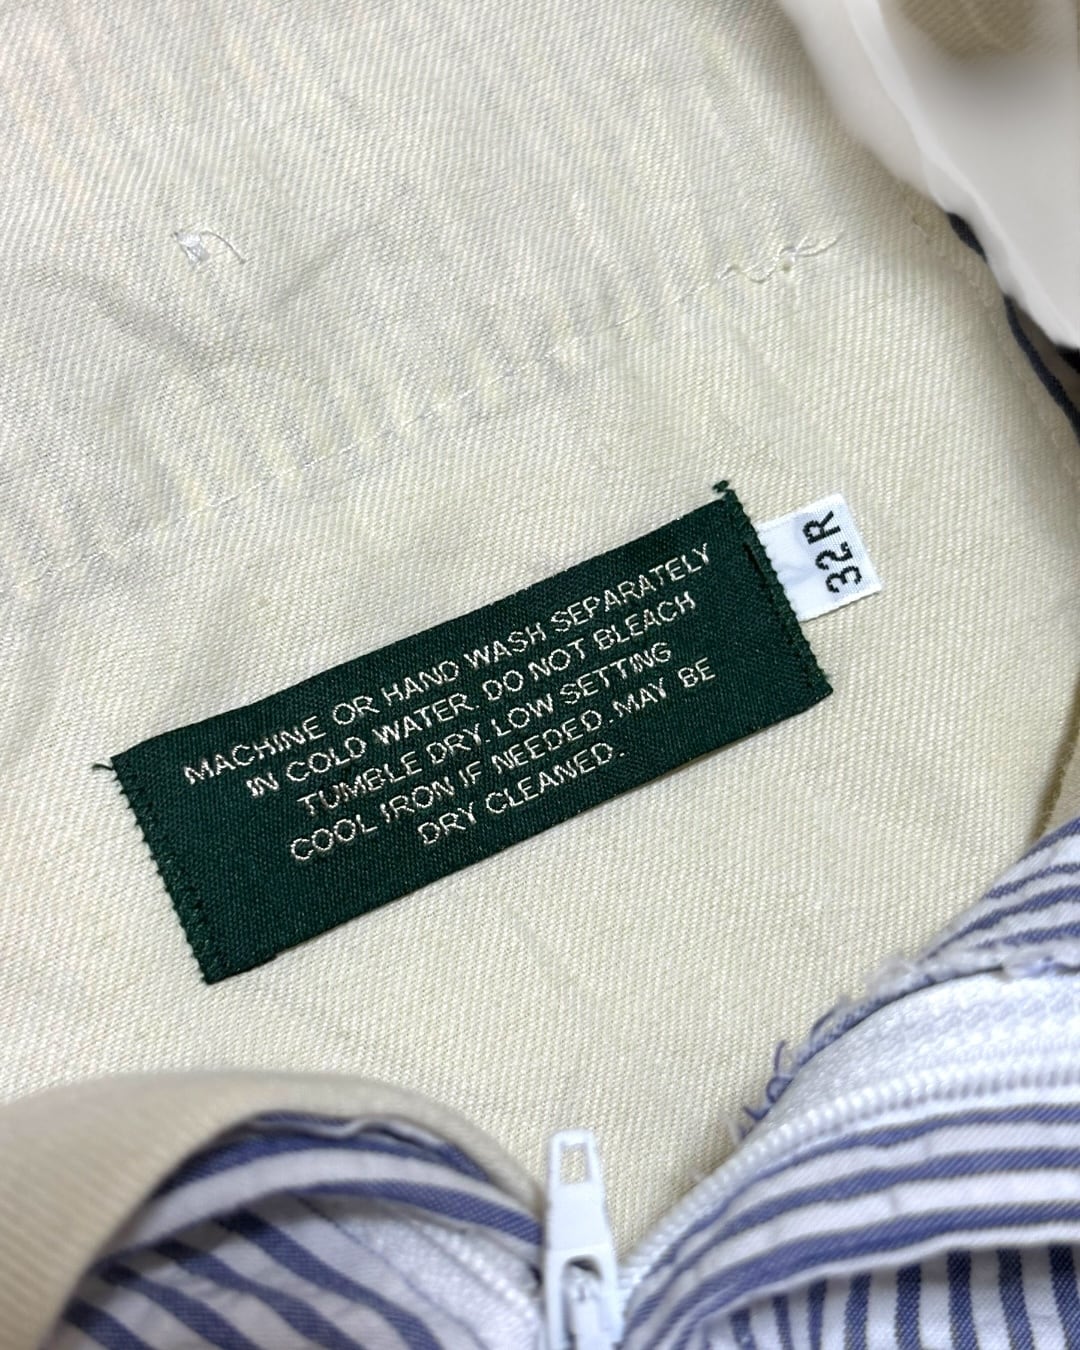 MACHINE OR HAND WASH SEPARATELY
IN COLD WATER. DO NOT BLEACH
TUMBLE DRY, LOW SETTING
COOL IRON IF NEEDED. MAY BE
DRY CLEANED.
32R